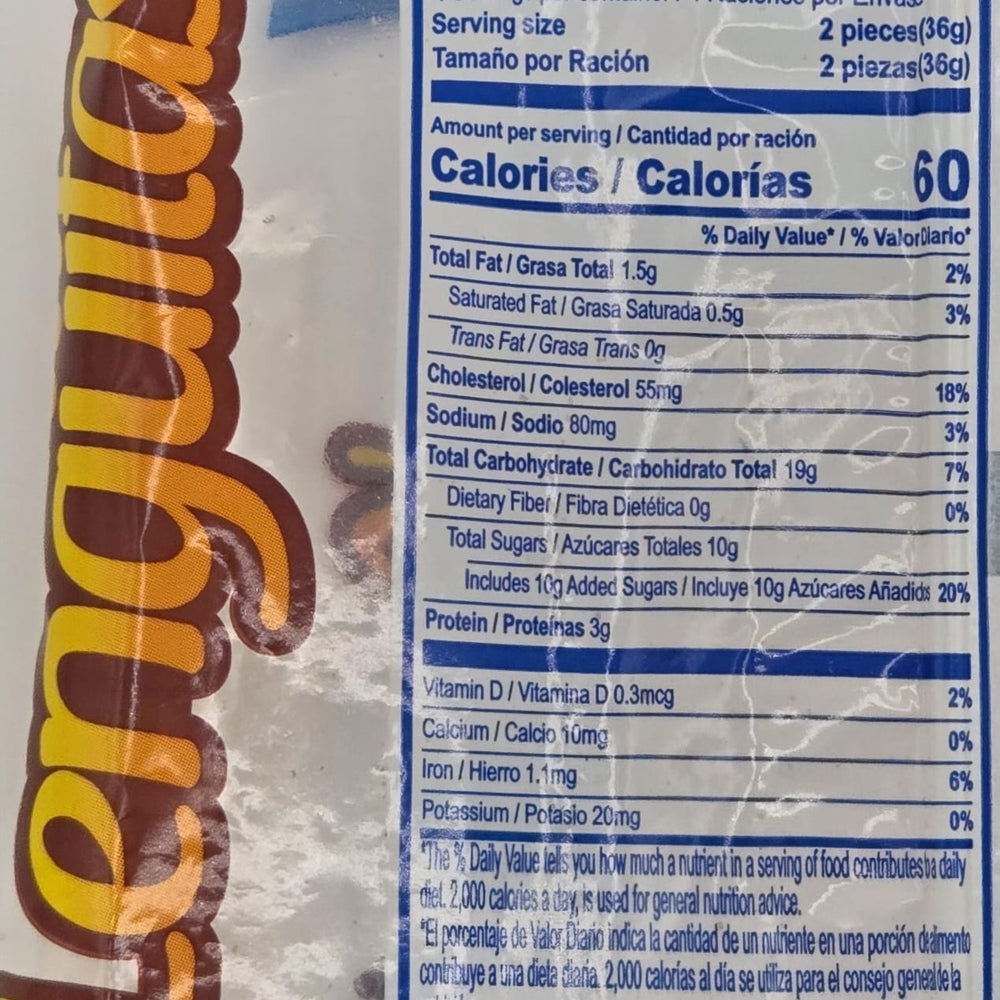 Lenguitas
Serving size 2 pieces(36g)
Tamaño por Ración 2 piezas(36g)
Amount per serving / Cantidad por ración
Calories / Calorías 60
% Daily Value* / % Valor Diario*
Total Fat / Grasa Total 1.5g 2%
Saturated Fat / Grasa Saturada 0.5g 3%
Trans Fat / Grasa Trans 0g
Cholesterol / Colesterol 55mg 18%
Sodium / Sodio 80mg 3%
Total Carbohydrate / Carbohidrato Total 19g 7%
Dietary Fiber / Fibra Dietética 0g 0%
Total Sugars / Azúcares Totales 10g
Includes 10g Added Sugars / Incluye 10g Azúcares Añadidos 20%
Protein / Proteínas 3g
Vitamin D / Vitamina D 0.3mcg 2%
Calcium / Calcio 10mg 0%
Iron / Hierro 1.1mg 6%
Potassium / Potasio 20mg 0%
*The % Daily Value tells you how much a nutrient in a serving of food contributes to a daily
diet. 2,000 calories a day, is used for general nutrition advice.
*El porcentaje de Valor Diario indica la cantidad de un nutriente en una porción de alimento
contribuye a una dieta diaria. 2,000 calorías al día se utiliza para el consejo general de la